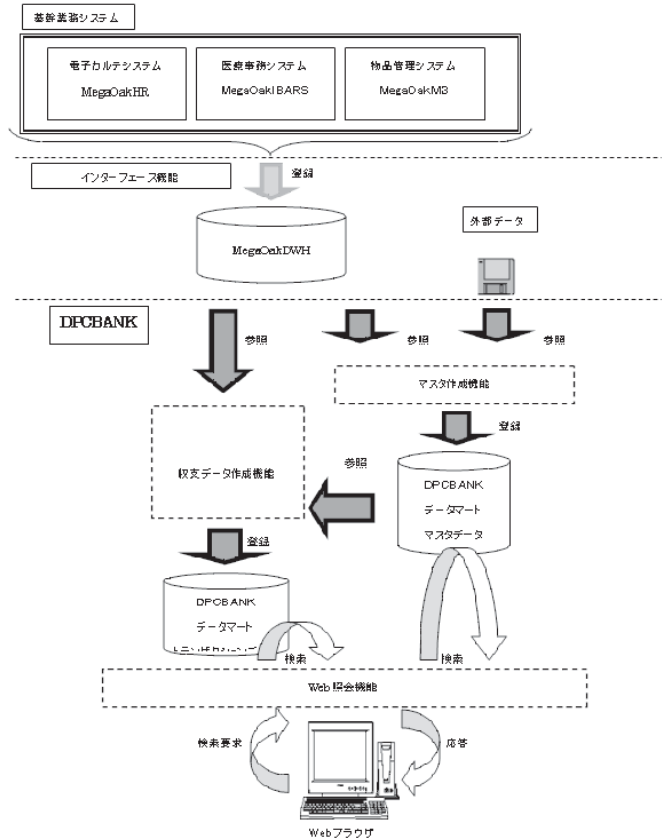 基幹業務システム
電子カルテシステム
MegaOakHR
医療事務システム
MegaOakIBARS
物品管理システム
MegaOakM3
インターフェース機能
登録
外部データ
MegaOakDWH
DPCBANK
参照
参照
参照
マスタ作成機能
登録
収支データ作成機能
参照
DPCBANK
データマート
マスタデータ
登録
DPCBANK
データマート
検索
検索
Web照会機能
検索要求
応答
Webブラウザ